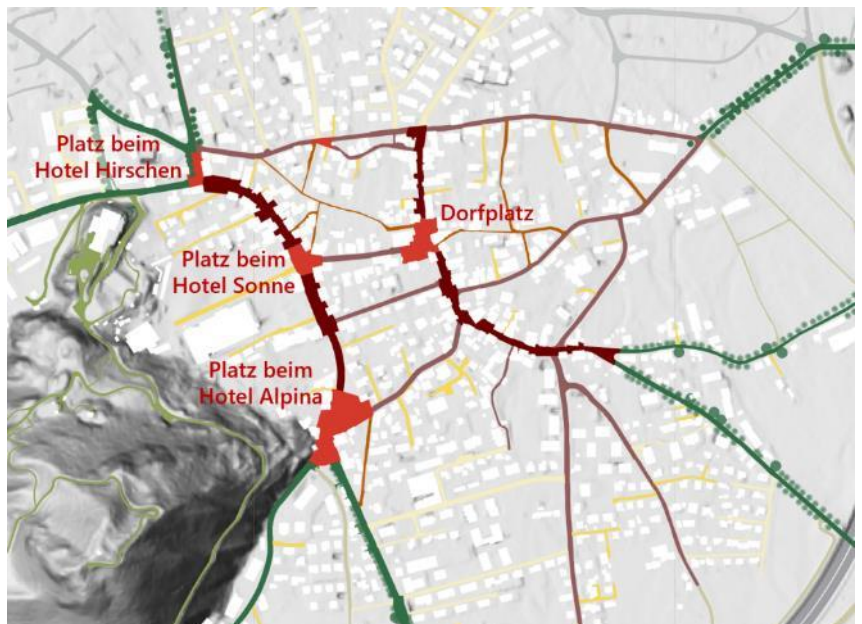 Platz beim
Hotel Hirschen
Dorfplatz
Platz beim
Hotel Sonne
Platz beim
Hotel Alpina